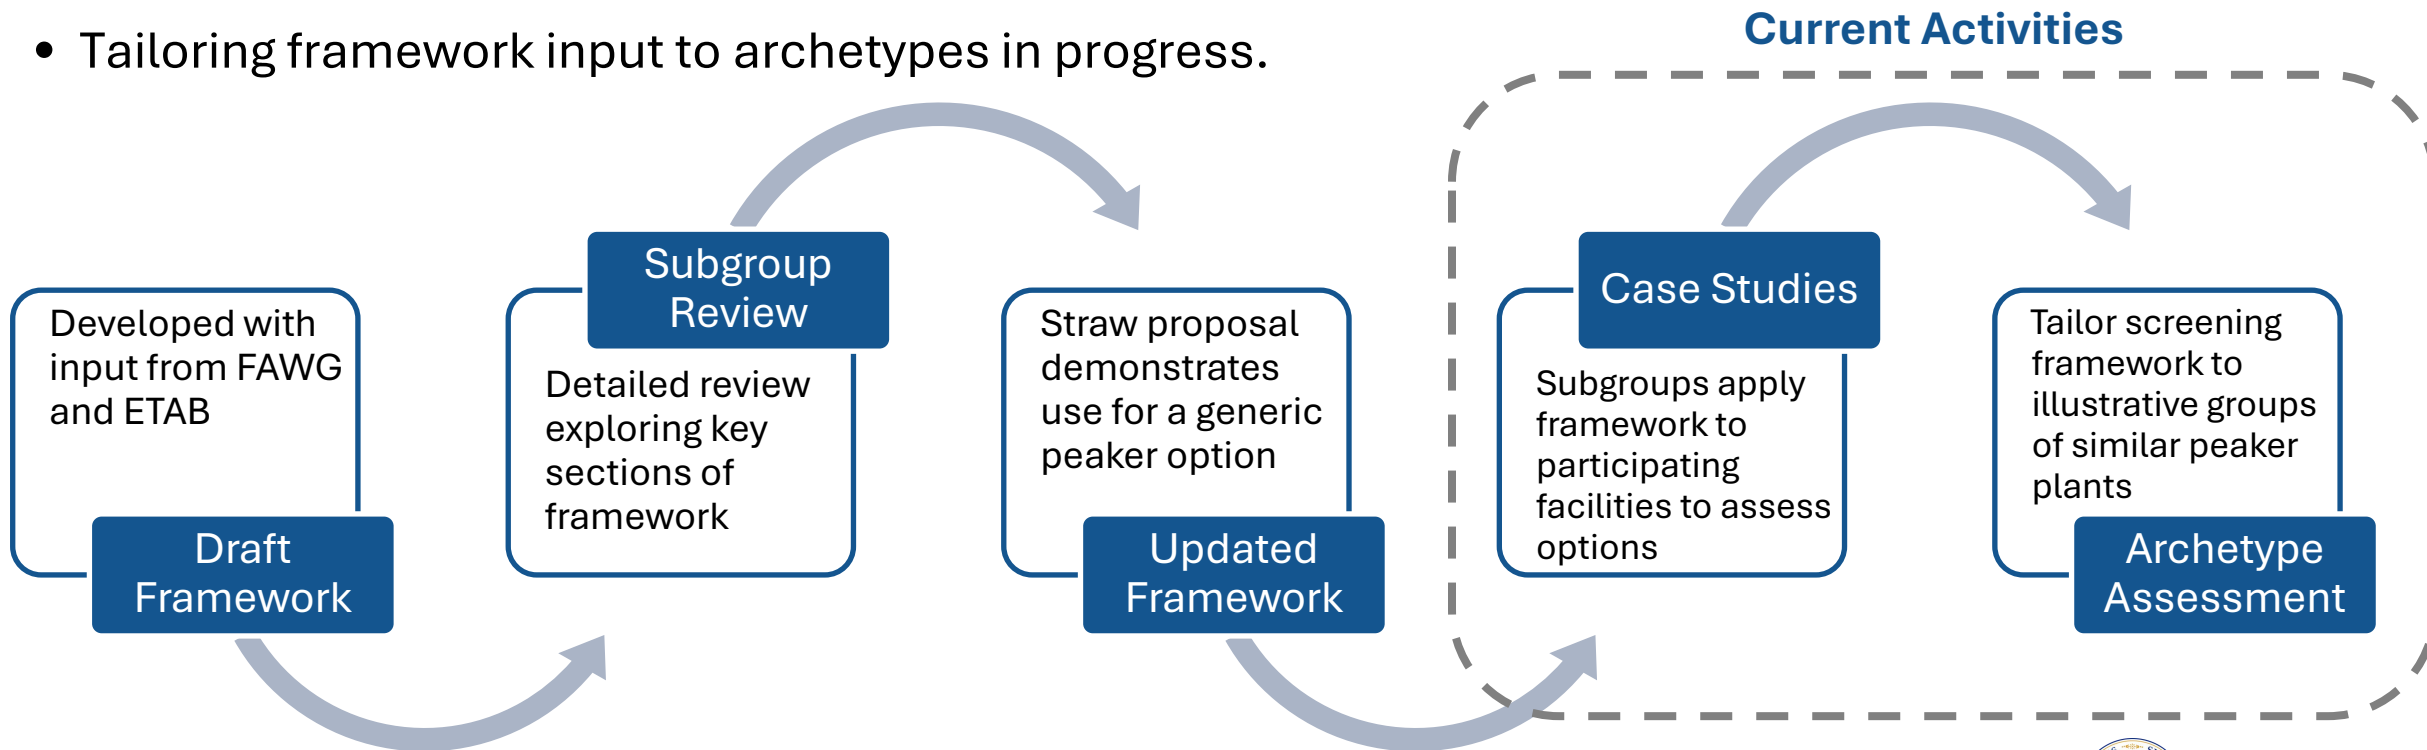 • Tailoring framework input to archetypes in progress.
Current Activities
Developed with
input from FAWG
and ETAB
Draft
Framework
Subgroup
Review
Detailed review
exploring key
sections of
framework
Straw proposal
demonstrates
use for a generic
peaker option
Updated
Framework
Case Studies
Subgroups apply
framework to
participating
facilities to assess
options
Tailor screening
framework to
illustrative groups
of similar peaker
plants
Archetype
Assessment